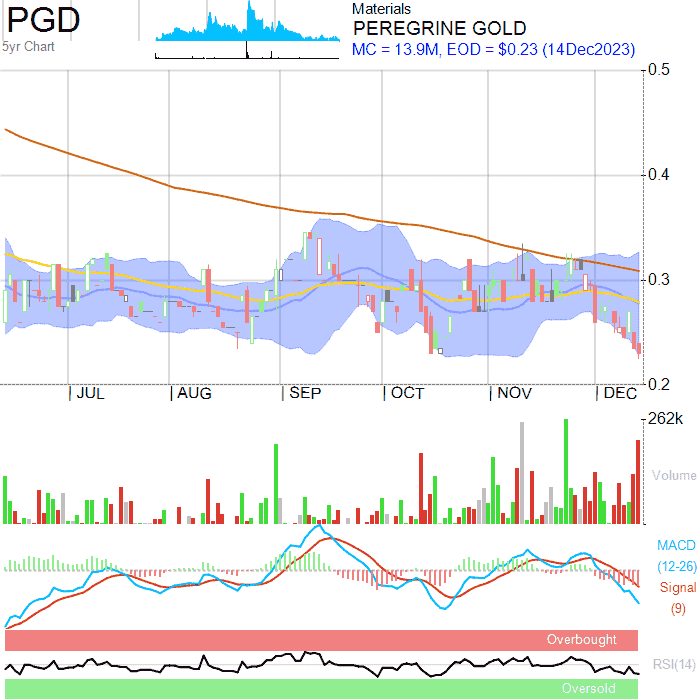 PGD
5yr Chart
Materials
PEREGRINE GOLD
MC = 13.9M, EOD = $0.23 (14Dec2023)
0.5
0.4
0.3
0.2
JUL AUG SEP OCT NOV DEC
262k
Volume
MACD
(12-26)
Signal
(9)
Overbought
RSI(14)
Oversold